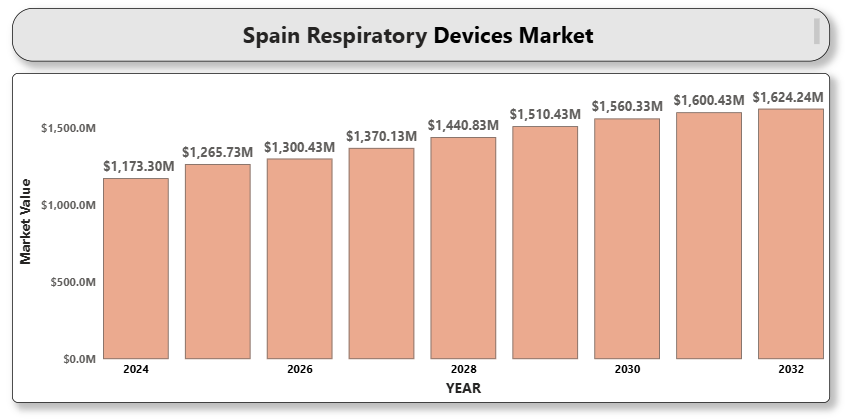 Spain Respiratory Devices Market
$1,173.30M
$1,265.73M
$1,300.43M
$1,370.13M
$1,440.83M
$1,510.43M
$1,560.33M
$1,600.43M
$1,624.24M
$1,500.0M
$1,000.0M
$500.0M
$0.0M
Market Value
2024
2026
2028
2030
2032
YEAR